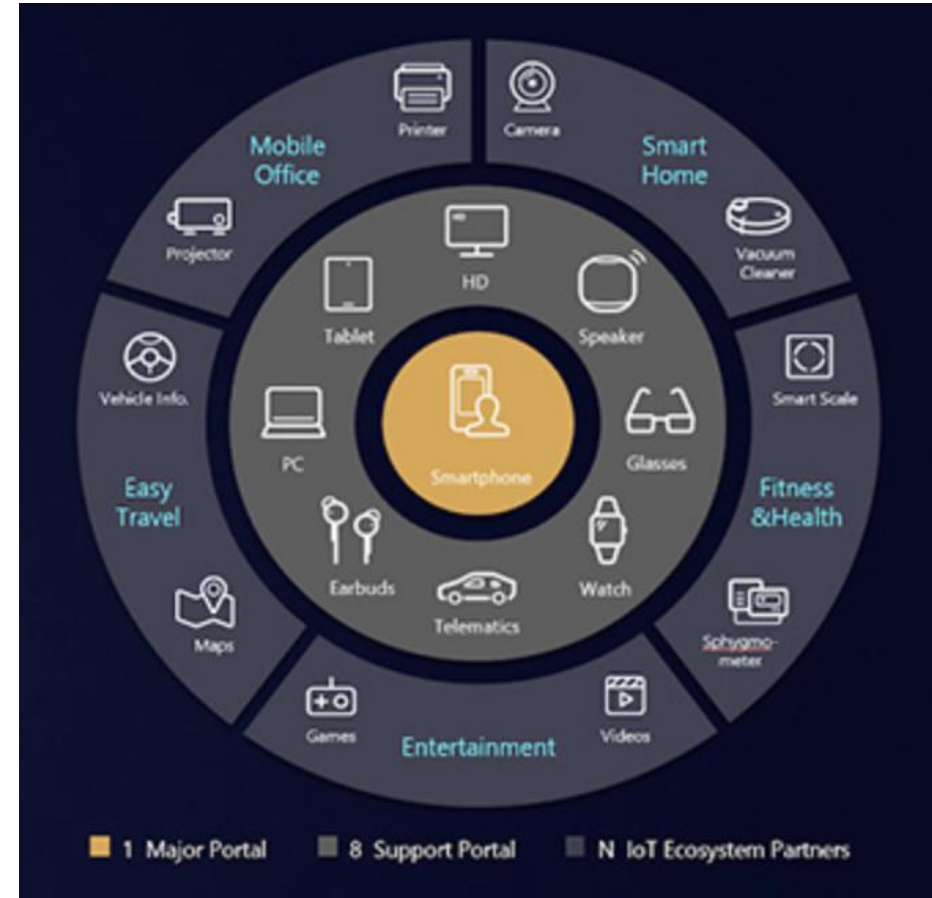 Printer
Camera
Mobile
Office
Smart
Home
Projector
HD
Vacuum
Cleaner
Tablet
Speaker
Vehicle Info.
Smart Scale
PC
Smartphone
Glasses
Easy
Travel
Fitness
&Health
Earbuds
Watch
Telematics
Maps
Sphygmo-
meter
Games
Entertainment
Videos
1 Major Portal
8 Support Portal
N IoT Ecosystem Partners